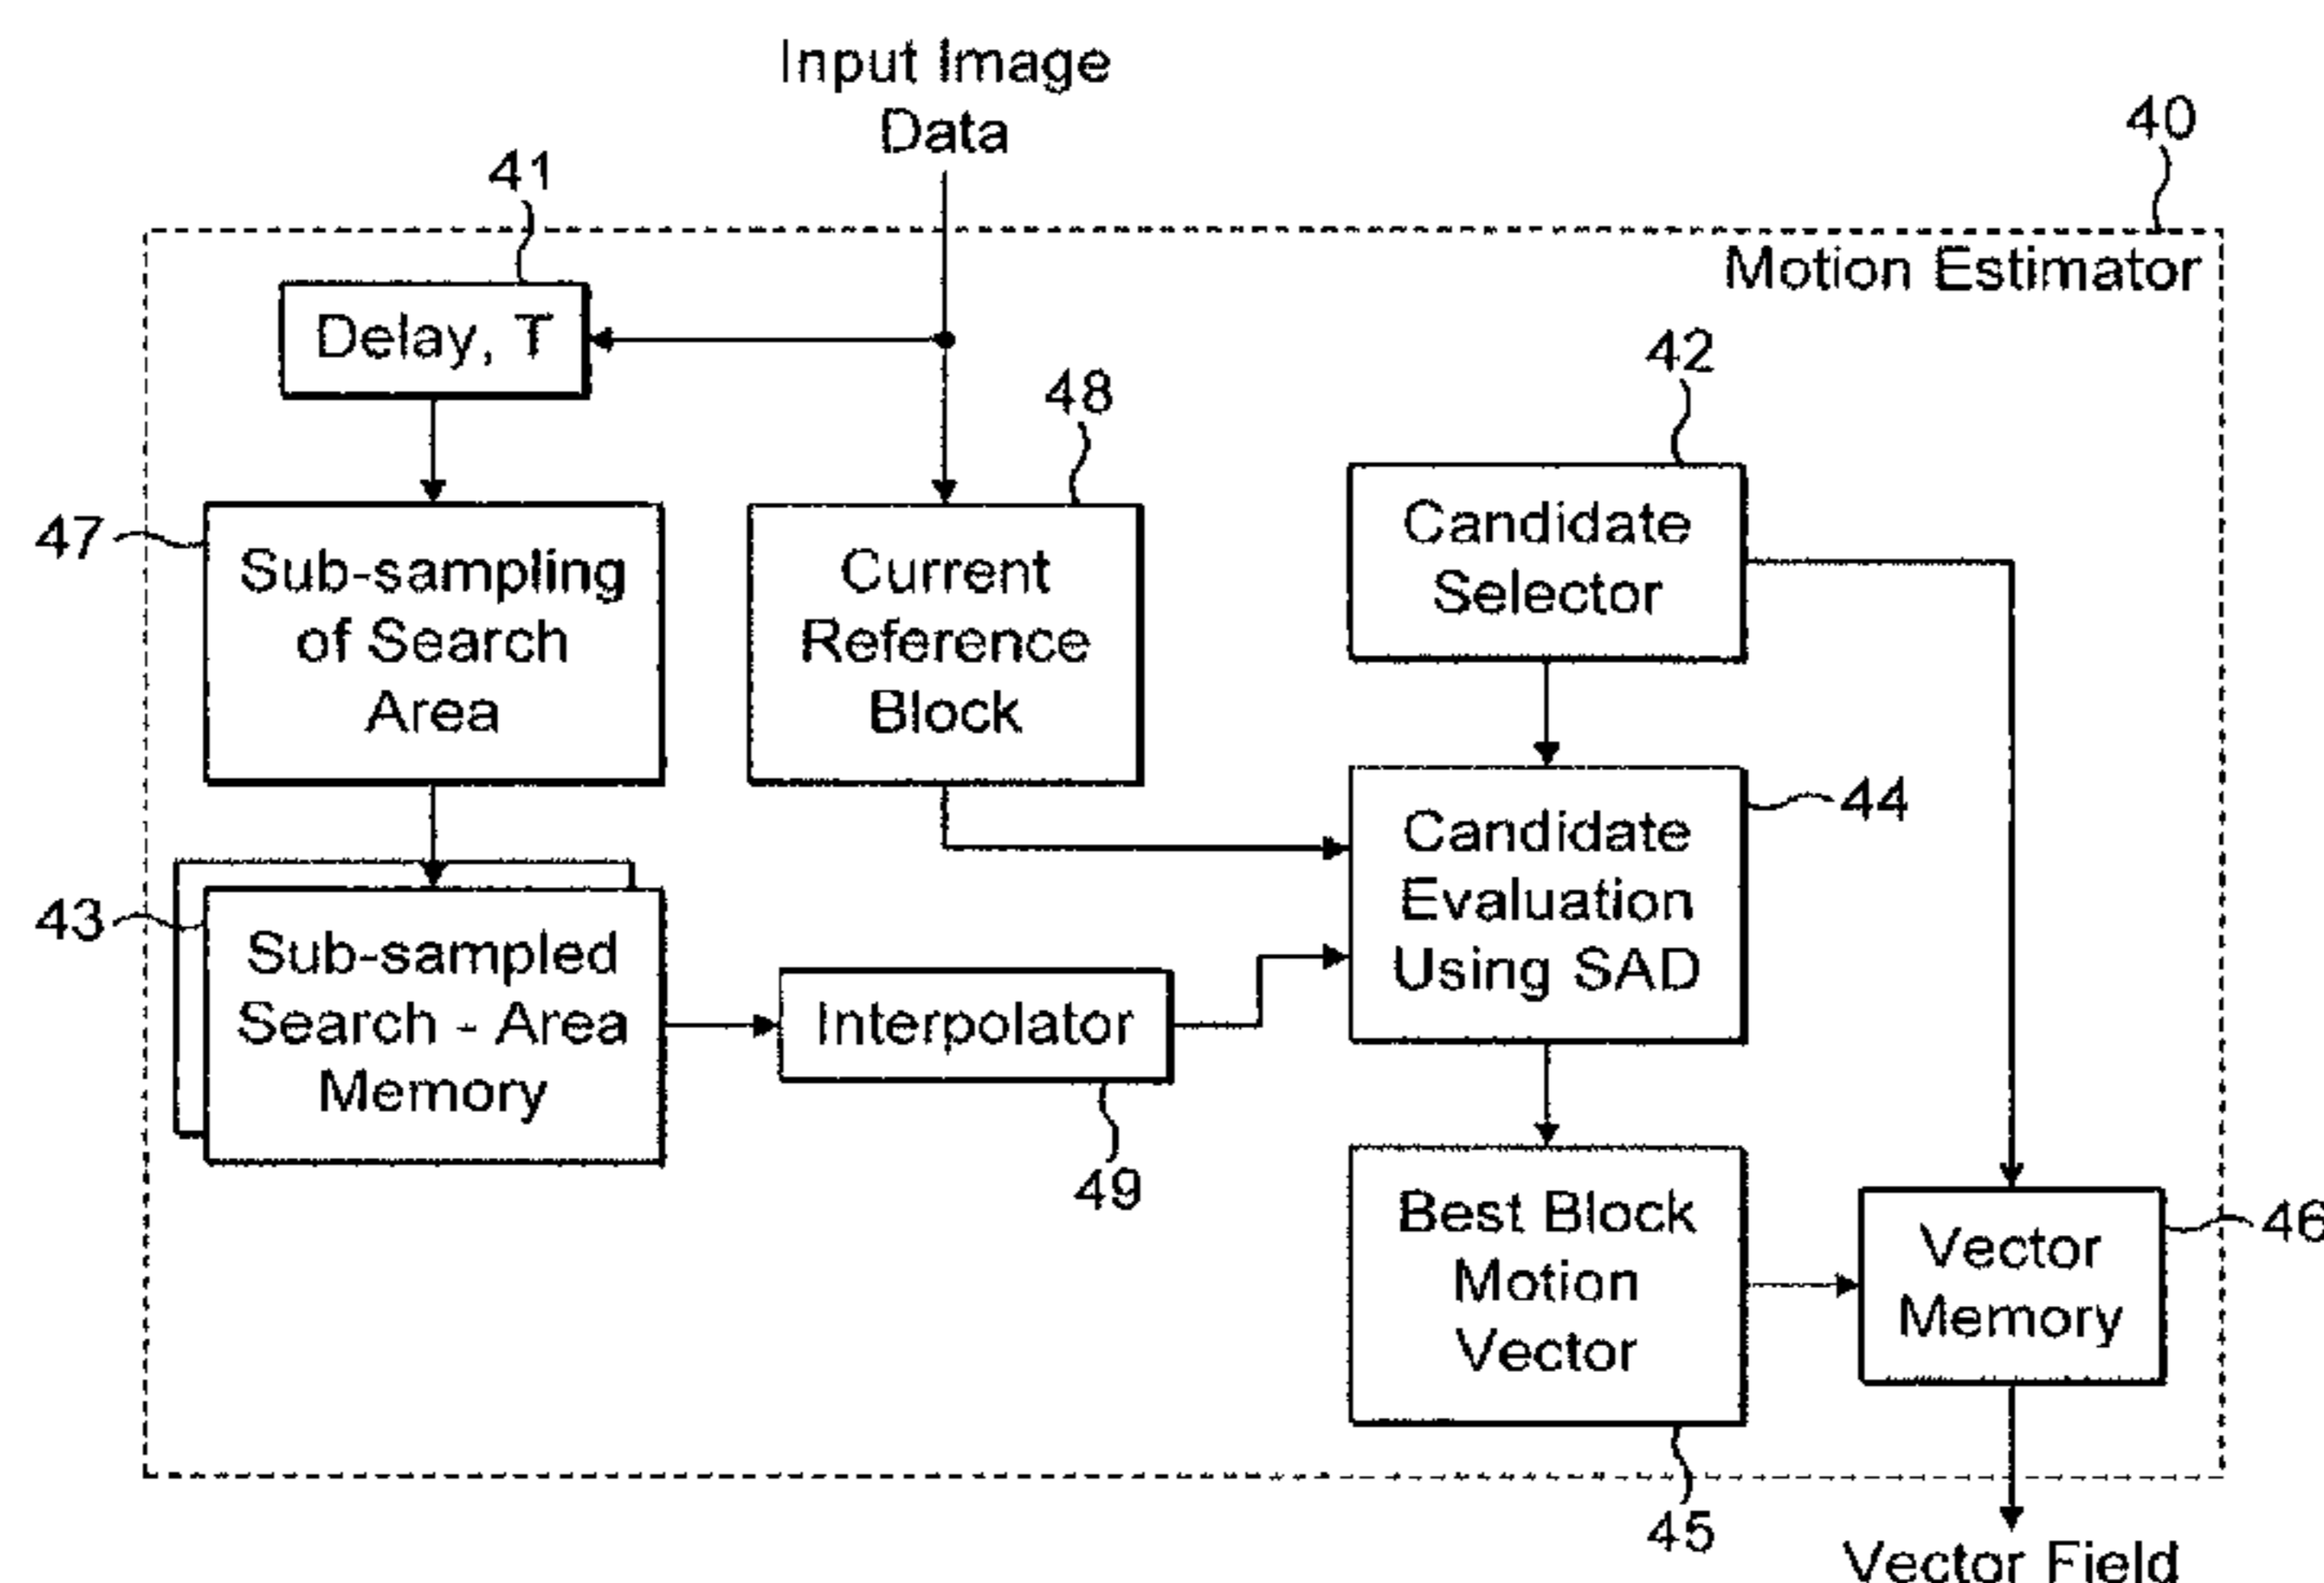 Input Image
Data
40
41
Motion Estimator
Delay, T
42
48
47
Sub-sampling
of Search
Area
Current
Reference
Block
Candidate
Selector
44
Candidate
Evaluation
Using SAD
43
Sub-sampled
Search - Area
Memory
Interpolator
49
Best Block
Motion
Vector
46
Vector
Memory
45
Vector Field